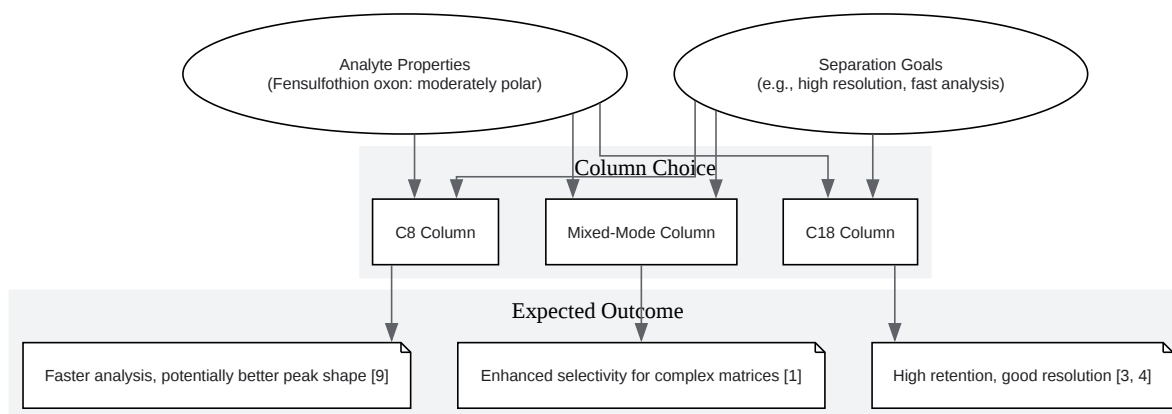 Analyte Properties
(Fensulfothion oxon: moderately polar)
Separation Goals
(e.g., high resolution, fast analysis)
Column Choice
C8 Column
Mixed-Mode Column
C18 Column
Expected Outcome
Faster analysis, potentially better peak shape [9]
Enhanced selectivity for complex matrices [1]
High retention, good resolution [3, 4]